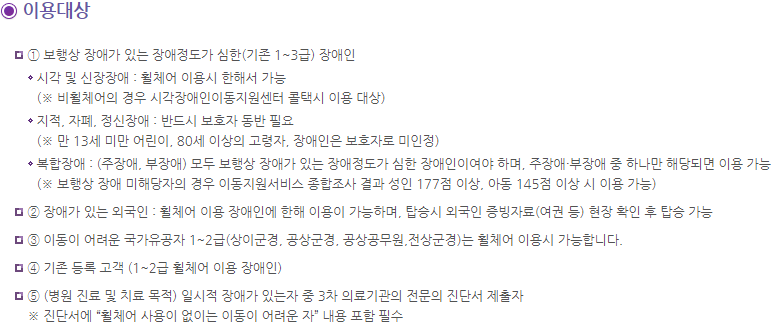 이용대상
① 보행상 장애가 있는 장애정도가 심한(기존 1~3급) 장애인
시각 및 신장장애 : 휠체어 이용시 한해서 가능
(※ 비휠체어의 경우 시각장애인이동지원센터 콜택시 이용 대상)
지적, 자폐, 정신장애 : 반드시 보호자 동반 필요
(※ 만 13세 미만 어린이, 80세 이상의 고령자, 장애인은 보호자로 미인정)
복합장애 : (주장애, 부장애) 모두 보행상 장애가 있는 장애정도가 심한 장애인이여야 하며, 주장애·부장애 중 하나만 해당되면 이용 가능
(※ 보행상 장애 미해당자의 경우 이동지원서비스 종합조사 결과 성인 177점 이상, 아동 145점 이상 시 이용 가능)
② 장애가 있는 외국인 : 휠체어 이용 장애인에 한해 이용이 가능하며, 탑승시 외국인 증빙자료(여권 등) 현장 확인 후 탑승 가능
③ 이동이 어려운 국가유공자 1~2급(상이군경, 공상군경, 공상공무원,전상군경)는 휠체어 이용시 가능합니다.
④ 기존 등록 고객 (1~2급 휠체어 이용 장애인)
⑤ (병원 진료 및 치료 목적) 일시적 장애가 있는자 중 3차 의료기관의 전문의 진단서 제출자
※ 진단서에 “휠체어 사용이 없이는 이동이 어려운 자” 내용 포함 필수